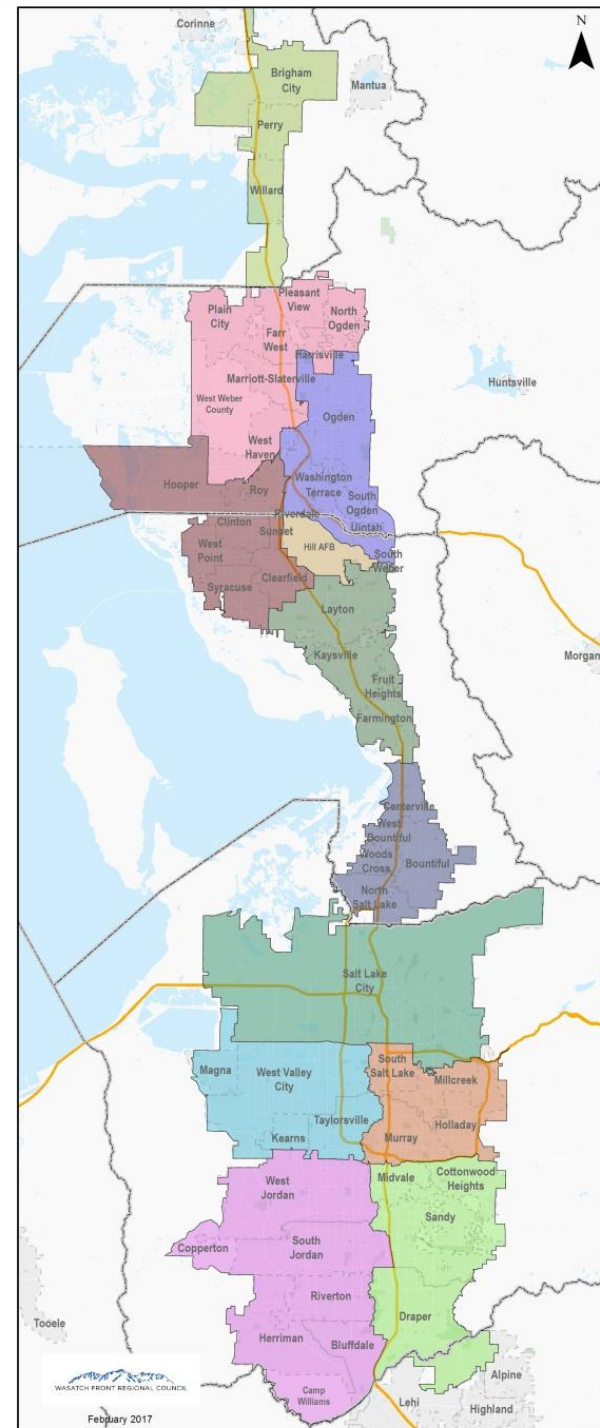 Corinne
N
Brigham
City
Mantua
Perry
Willard
Pleasant
View
Plain
City
North
Ogden
Farr
West
Harrisville
Marriott-Slaterville
Huntsville
West Weber
County
Ogden
West
Haven
Washington
Terrace
Hooper
Roy
South
Ogden
Riverdale
Uintah
Clinton
Sunset
West
Point
Hill AFB
South
Weber
Clearfield
Syracuse
Layton
Kaysville
Morgan
Fruit
Heights
Farmington
Centerville
West
Bountiful
Woods
Cross
Bountiful
North
Salt Lake
Salt Lake
City
South
Salt Lake
Magna
West Valley
City
Millcreek
Taylorsville
Holladay
Kearns
Murray
Midvale
Cottonwood
Heights
West
Jordan
Sandy
Copperton
South
Jordan
Riverton
Draper
Tooele
Herriman
Bluffdale
Alpine
Camp
Williams
Lehi
Highland
WASATCH FRONT REGIONAL COUNCIL
February 2017